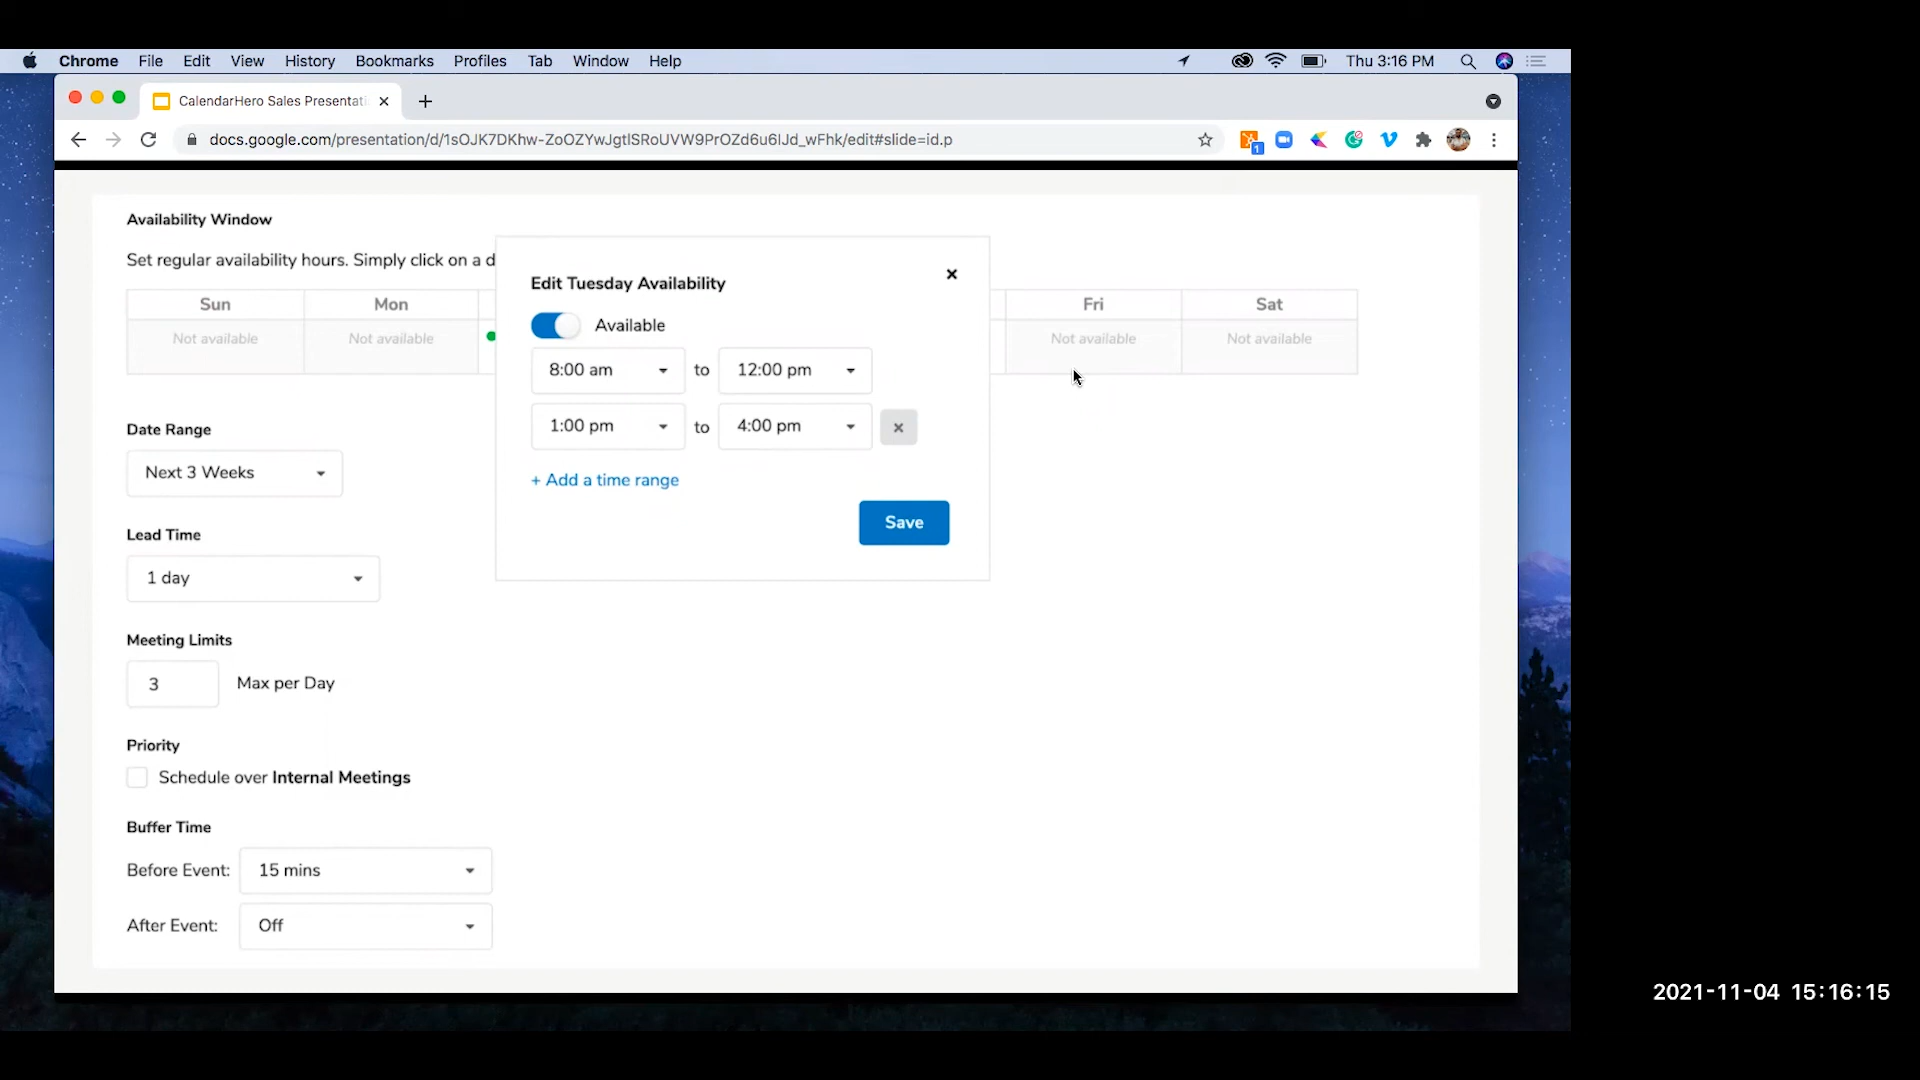 Chrome File Edit View History Bookmarks Profiles Tab Window Help Thu 3:16 PM
CalendarHero Sales Presentati
docs.google.com/presentation/d/1sOJK7DKhw-ZoOZYwJgtlSRoUVW9PrOZd6u6IJd_wFhk/edit#slide=id.p
1
Availability Window
Set regular availability hours. Simply click on a d
Sun Mon Fri Sat
Not available Not available Not available Not available
Edit Tuesday Availability
Available
8:00 am to 12:00 pm
1:00 pm to 4:00 pm
+ Add a time range
Save
Date Range
Next 3 Weeks
Lead Time
1 day
Meeting Limits
3 Max per Day
Priority
Schedule over Internal Meetings
Buffer Time
Before Event: 15 mins
After Event: Off
2021-11-04 15:16:15